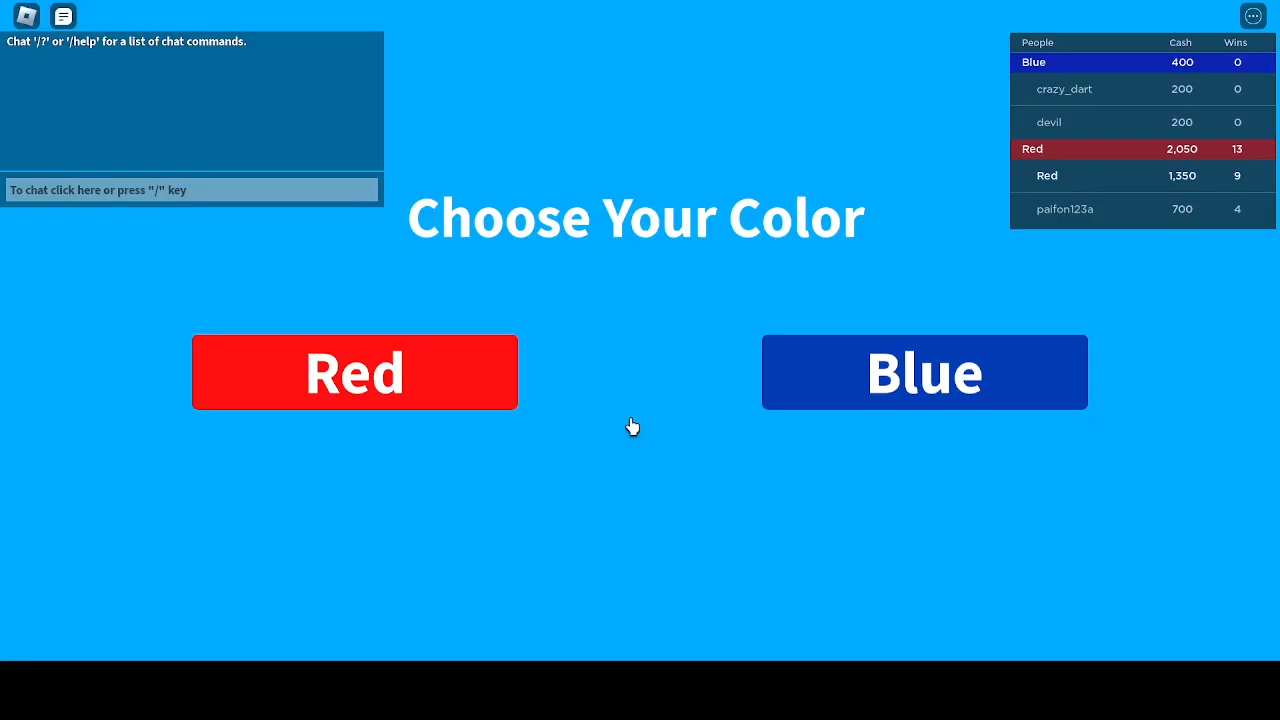 Chat '/?' or '/help' for a list of chat commands.
To chat click here or press "/" key
People Cash Wins
Blue 400 0
crazy_dart 200 0
devil 200 0
Red 2,050 13
Red 1,350 9
paifon123a 700 4
Choose Your Color
Red
Blue